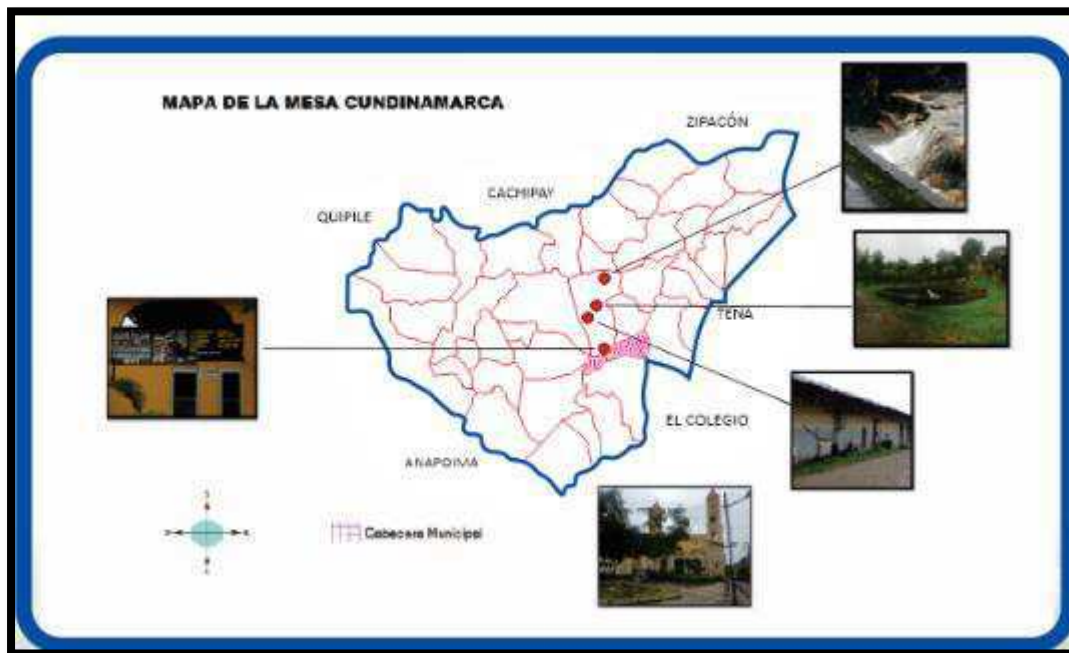 MAPA DE LA MESA CUNDINAMARCA
ZIPACÓN
CACHIPAY
QUIPILE
TENA
EL COLEGIO
ANAPOIMA
Cabecera Municipal